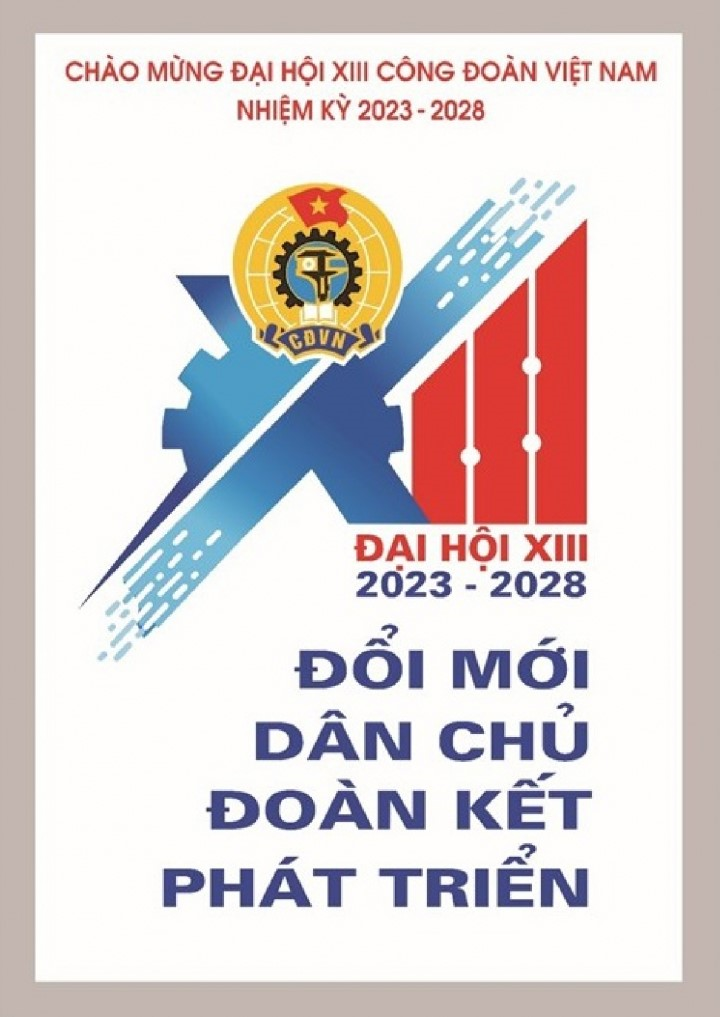 CHÀO MỪNG ĐẠI HỘI XIII CÔNG ĐOÀN VIỆT NAM
NHIỆM KỲ 2023 - 2028
CĐVN
ĐẠI HỘI XIII
2023 - 2028
ĐỔI MỚI
DÂN CHỦ
ĐOÀN KẾT
PHÁT TRIỂN